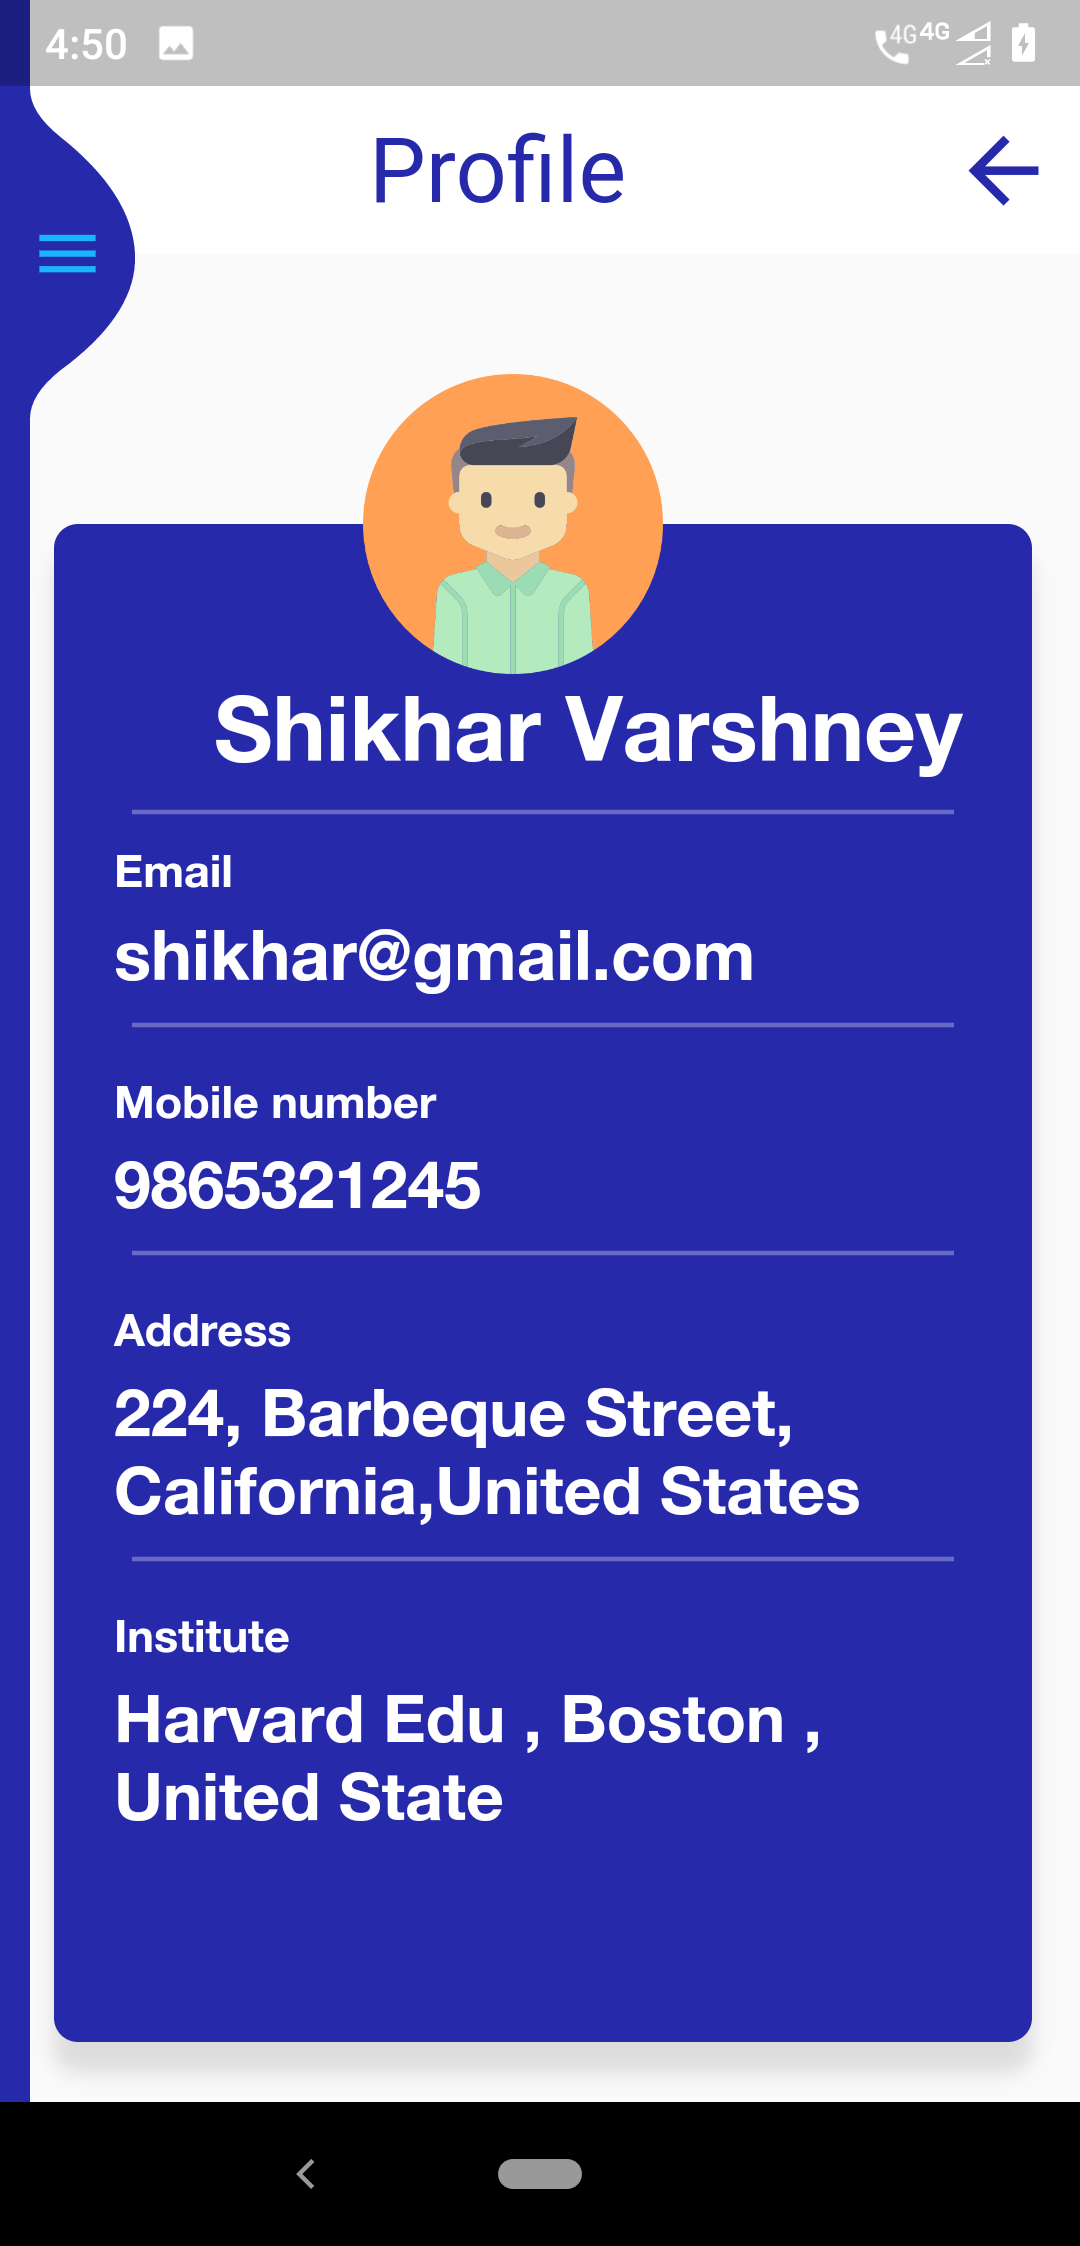 4:50
4G 4G
Profile
Shikhar Varshney
Email
shikhar@gmail.com
Mobile number
9865321245
Address
224, Barbeque Street,
California,United States
Institute
Harvard Edu , Boston ,
United State